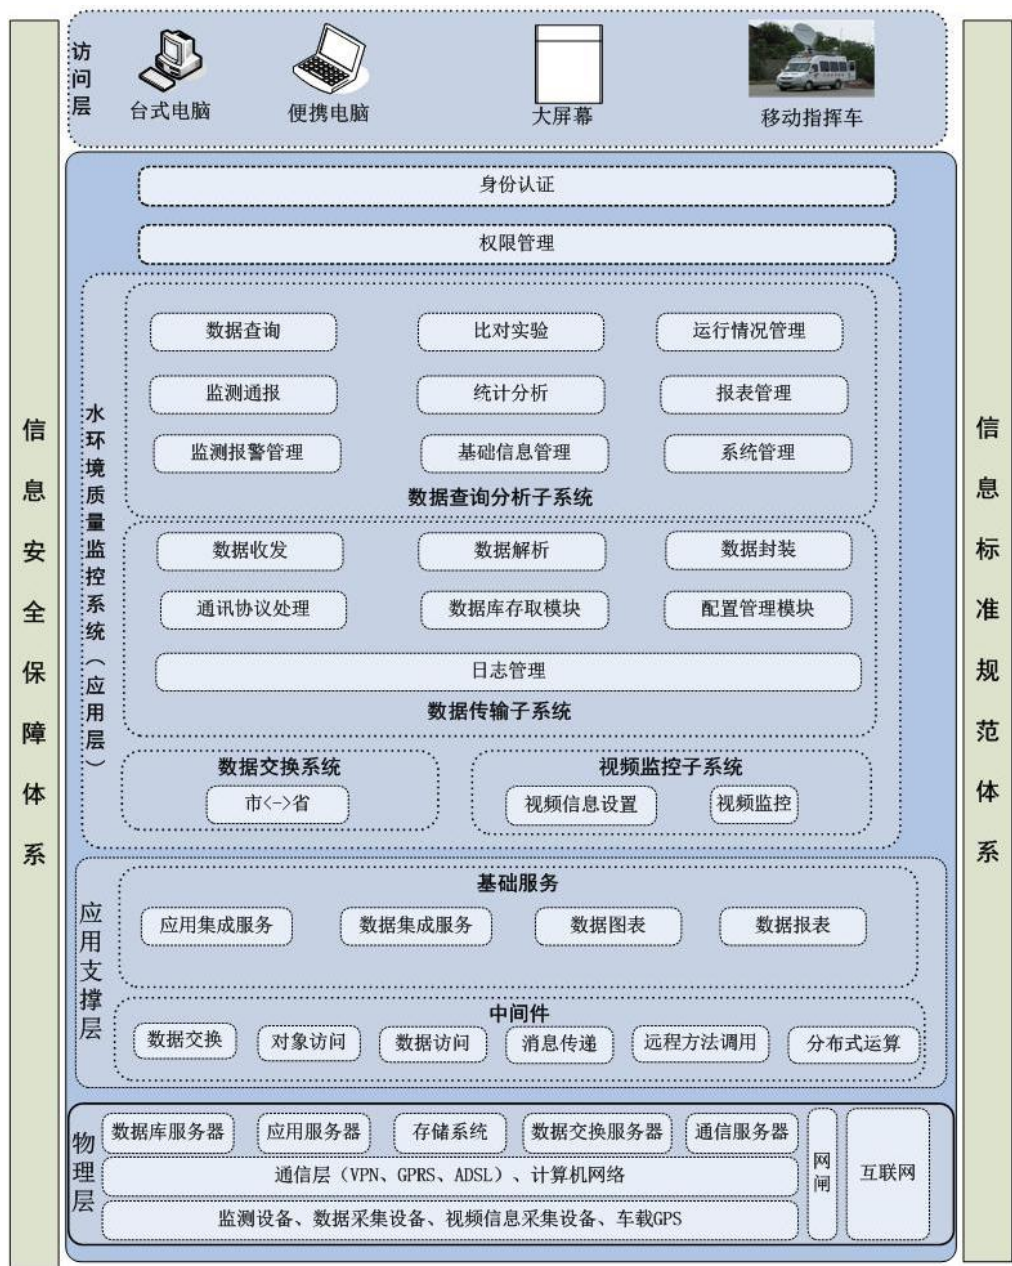 信息安全保障体系
访问层
台式电脑
便携电脑
大屏幕
移动指挥车
身份认证
权限管理
水环境质量监控系统（应用层）
数据查询
比对实验
运行情况管理
监测通报
统计分析
报表管理
监测报警管理
基础信息管理
系统管理
数据查询分析子系统
数据收发
数据解析
数据封装
通讯协议处理
数据库存取模块
配置管理模块
日志管理
数据传输子系统
数据交换系统
市<->省
视频监控子系统
视频信息设置
视频监控
应用支撑层
基础服务
应用集成服务
数据集成服务
数据图表
数据报表
中间件
数据交换
对象访问
数据访问
消息传递
远程方法调用
分布式运算
物理层
数据库服务器
应用服务器
存储系统
数据交换服务器
通信服务器
通信层（VPN、GPRS、ADSL）、计算机网络
监测设备、数据采集设备、视频信息采集设备、车载GPS
网闸
互联网
信息标准规范体系